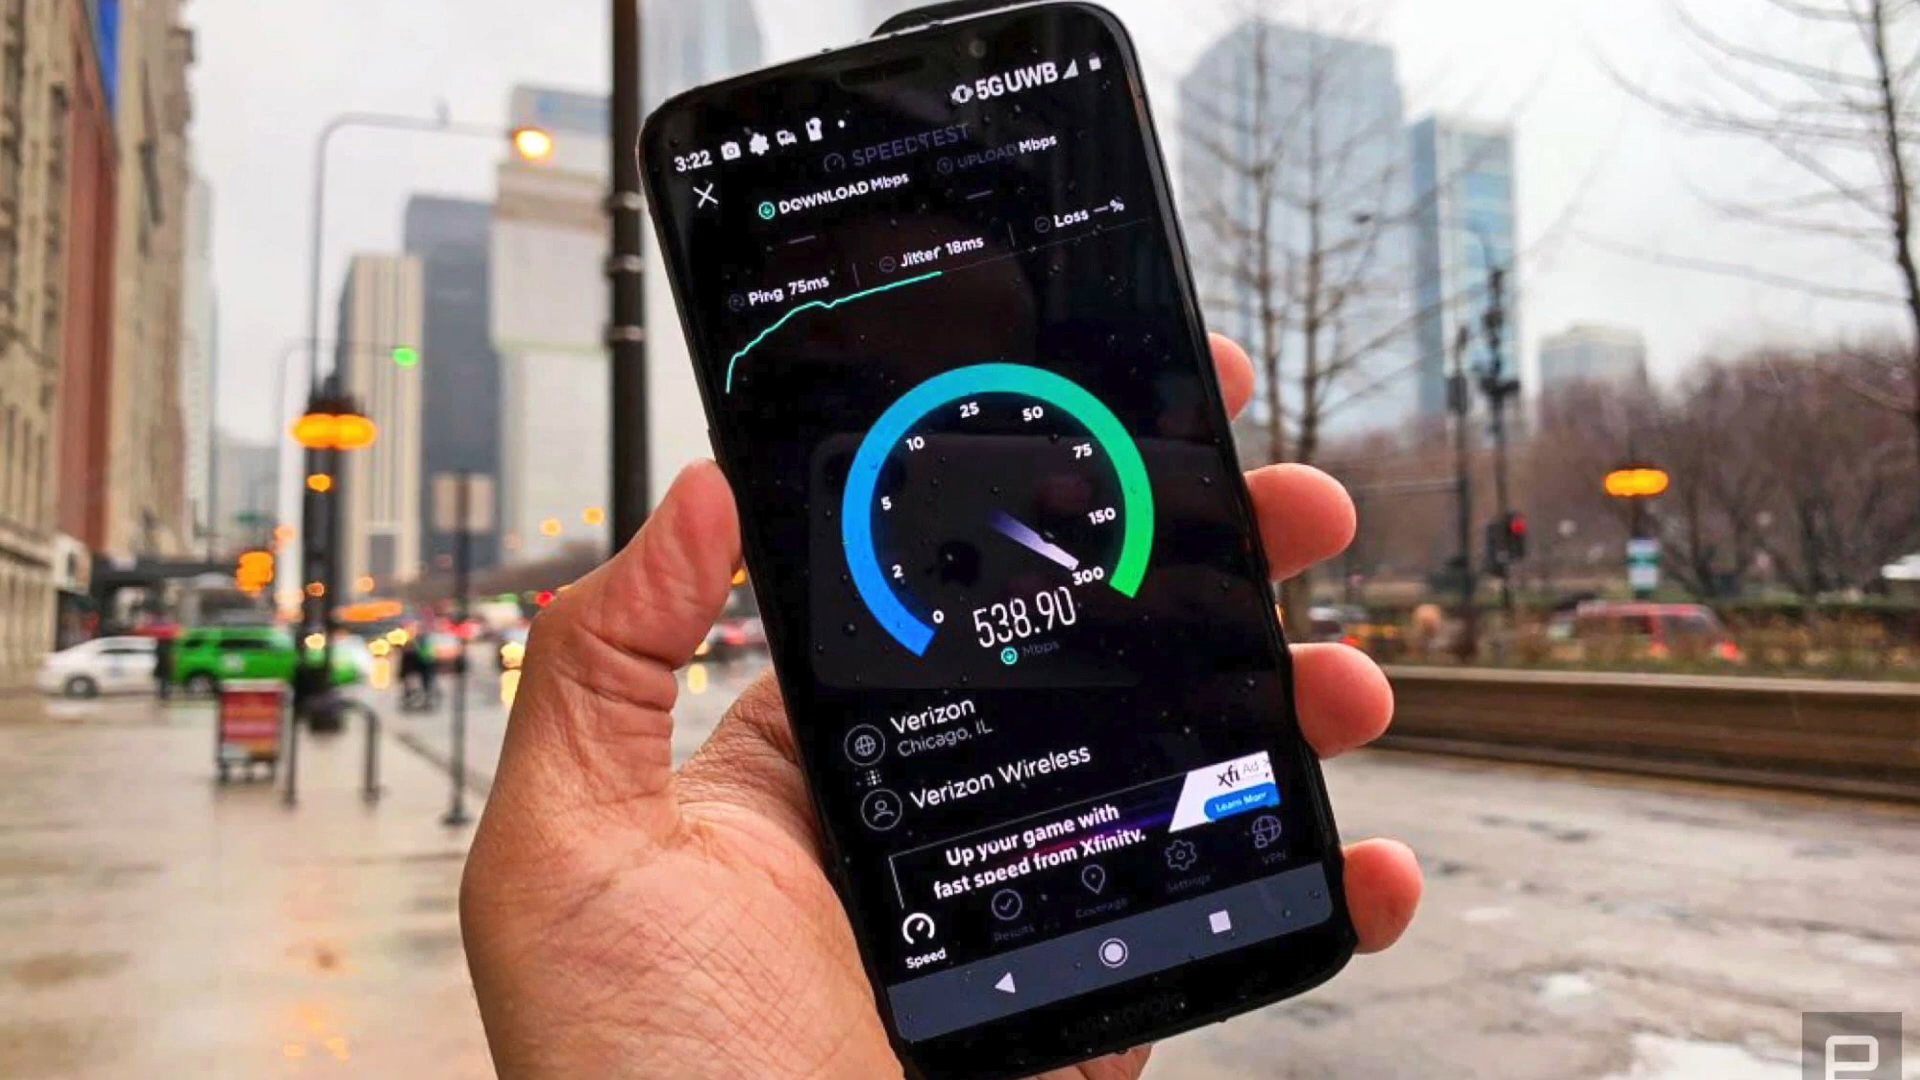 5G UWB
3:22
SPEEDTEST
DOWNLOAD Mbps
UPLOAD Mbps
Ping 75ms
Jitter 18ms
Loss — %
0
2
5
10
25
50
75
150
300
538.90
Mbps
Verizon
Chicago, IL
Verizon Wireless
xfi Ad
Learn More
Up your game with
fast speed from Xfinity.
Speed
Results
Coverage
Settings
VPN
e